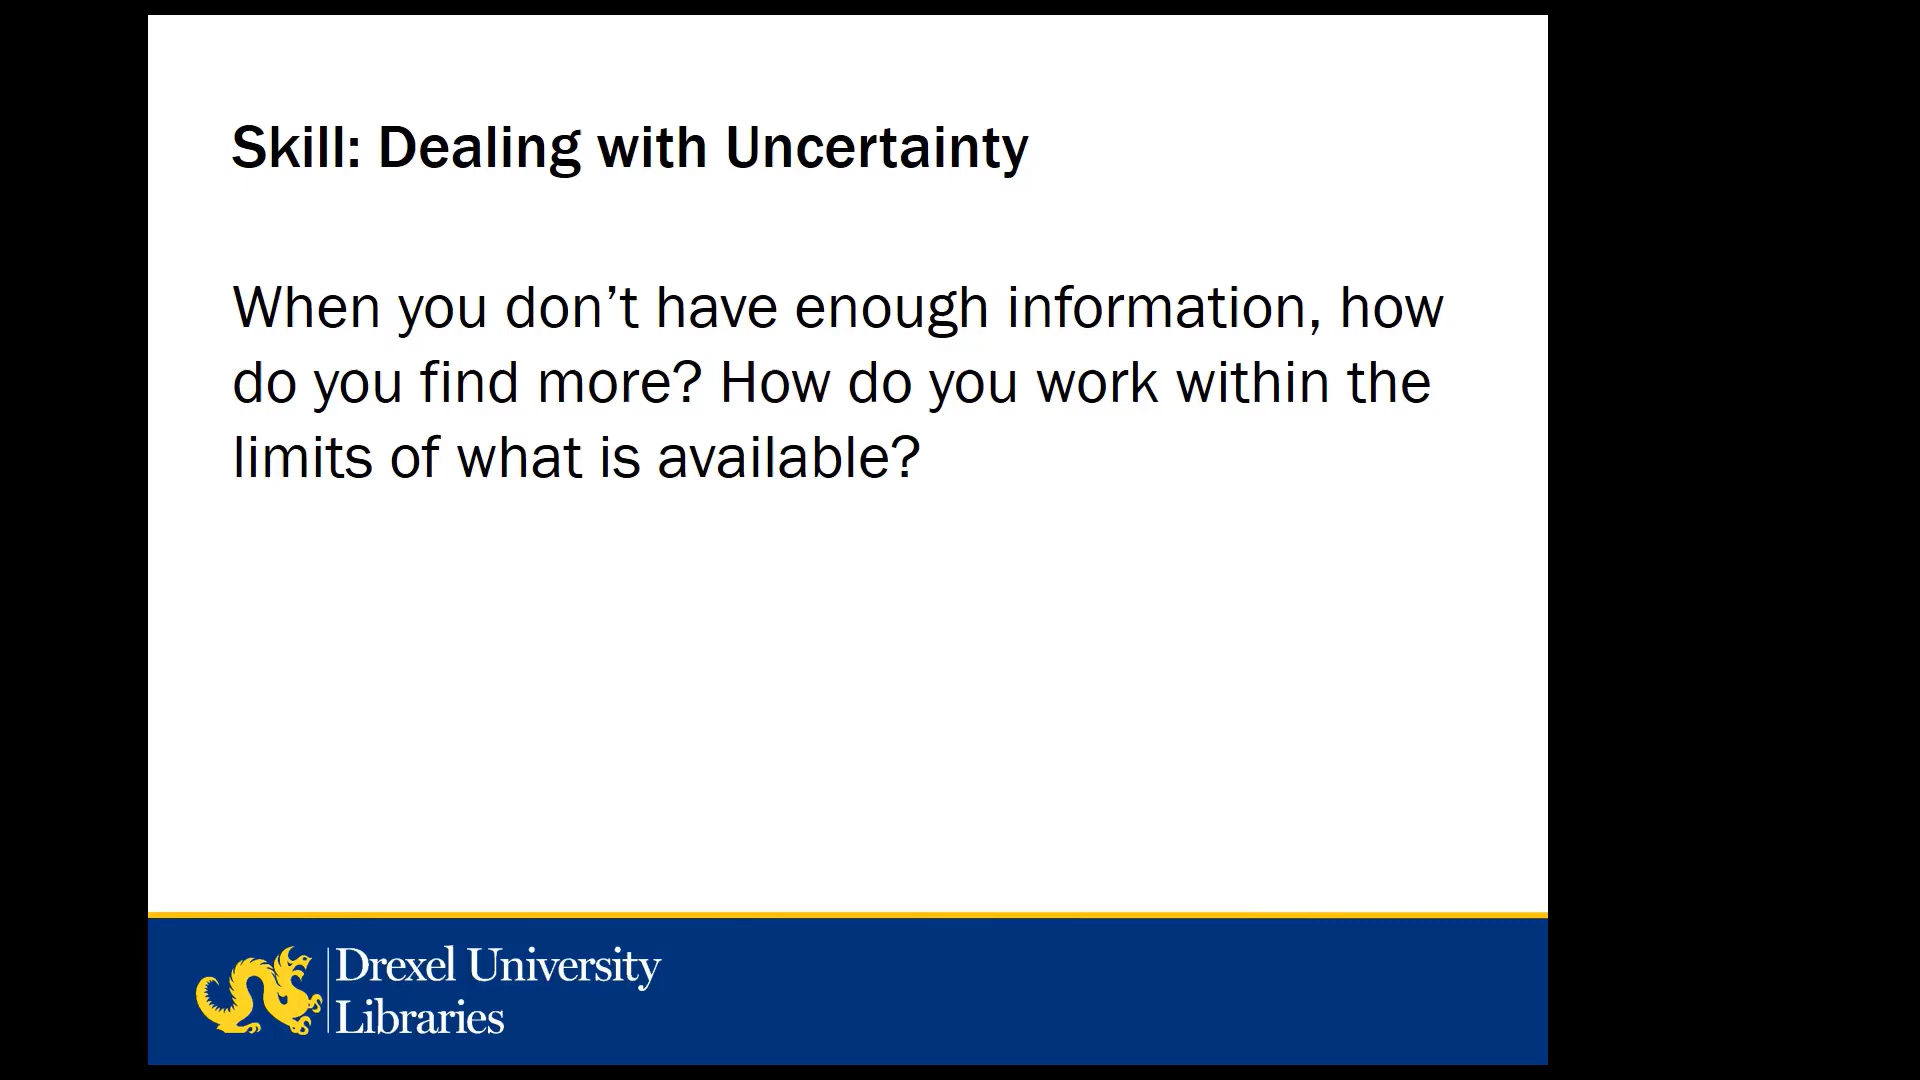 Skill: Dealing with Uncertainty
When you don’t have enough information, how
do you find more? How do you work within the
limits of what is available?
Drexel University
Libraries